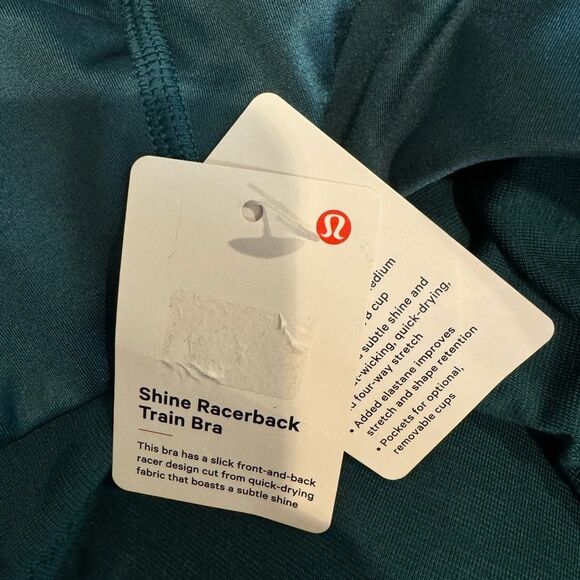 Shine Racerback
Train Bra
This bra has a slick front-and-back
racer design cut from quick-drying
fabric that boasts a subtle shine
cup
subtle shine and
-wicking, quick-drying,
four-way stretch
• Added elastane improves
stretch and shape retention
• Pockets for optional,
removable cups